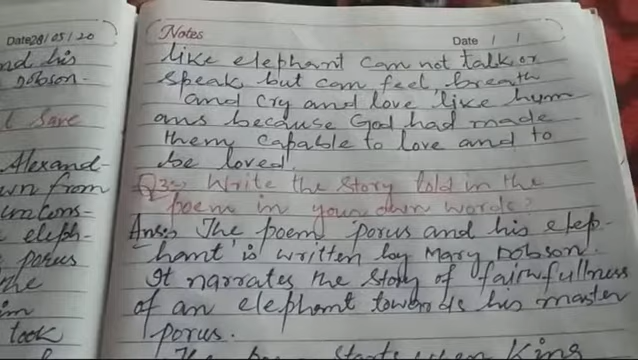 Date 28/05/20
nd his
Dobson.
Save
Alexand-
wn from
eleph-
porus
the
im
took
Notes
Date / /
like elephant can not talk or
speak but can feel, breath
and cry and love like hum
ans because God had made
them capable to love and to
be loved.
Q3:- Write the story told in the
poem in your own words?
Ans:- The poem porus and his elep-
hant is written by Mary Dobson.
It narrates the story of faithfullness
of an elephant towards his master
porus.
starts when King